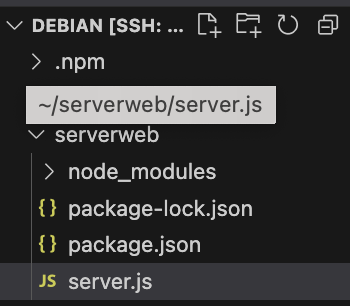 DEBIAN [SSH: ...
.npm
~/serverweb/server.js
serverweb
node_modules
{} package-lock.json
{} package.json
JS server.js